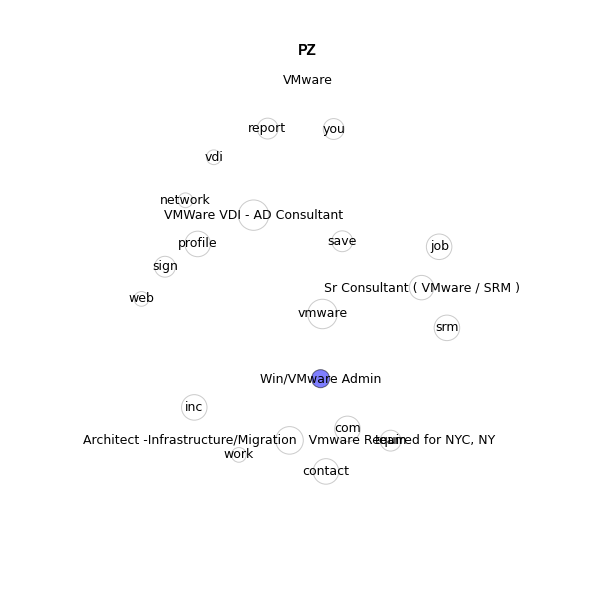 PZ
VMware
report
you
vdi
network
VMWare VDI - AD Consultant
profile
save
job
sign
Sr Consultant ( VMware / SRM )
web
vmware
srm
Win/VMware Admin
inc
com
Architect -Infrastructure/Migration   Vmware Required for NYC, NY
team
work
contact